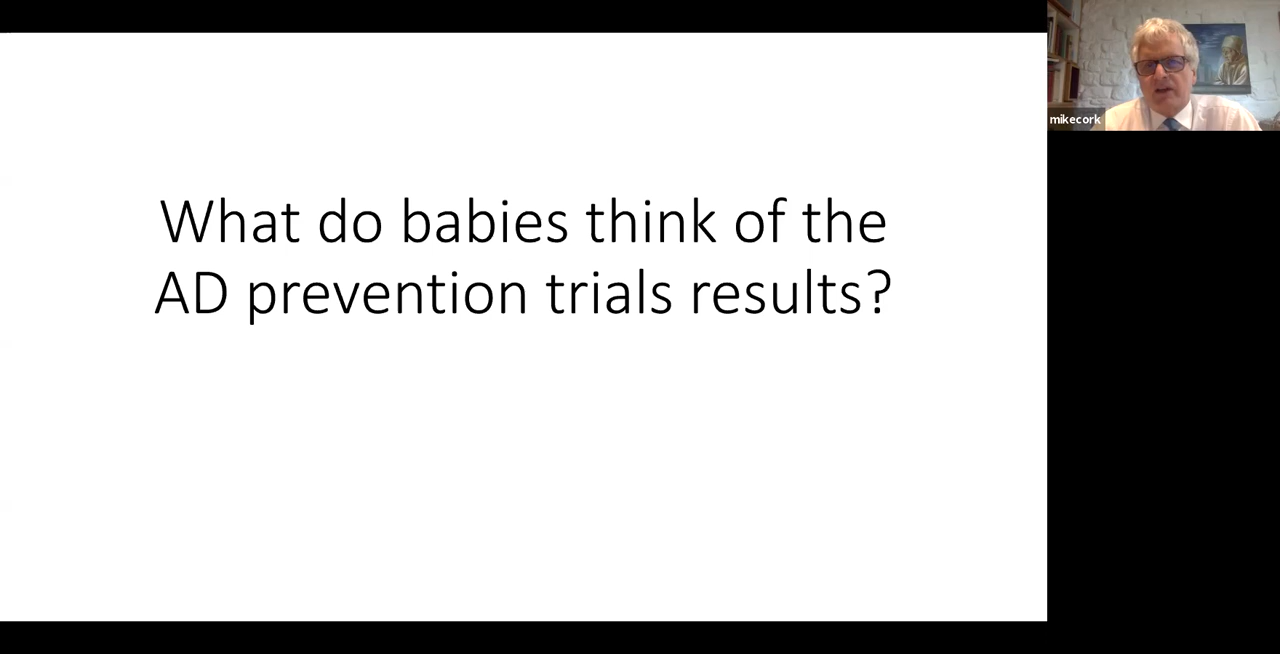 What do babies think of the
AD prevention trials results?
mikecork